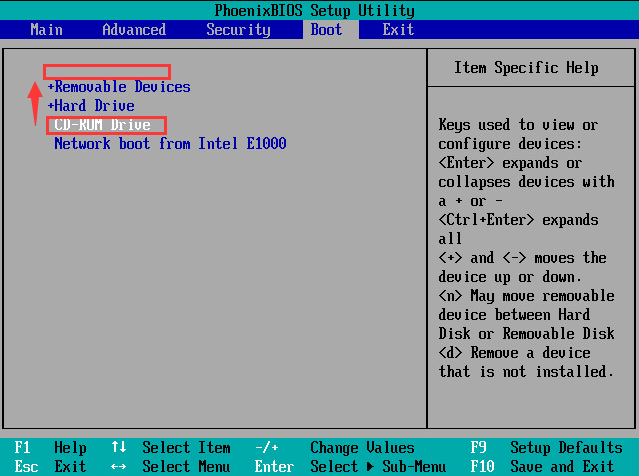 PhoenixBIOS Setup Utility
Main Advanced Security Boot Exit
+Removable Devices
+Hard Drive
CD-ROM Drive
Network boot from Intel E1000
Item Specific Help
Keys used to view or
configure devices:
<Enter> expands or
collapses devices with
a + or -
<Ctrl+Enter> expands
all
<+> and <-> moves the
device up or down.
<n> May move removable
device between Hard
Disk or Removable Disk
<d> Remove a device
that is not installed.
F1 Help ↑↓ Select Item -/+ Change Values F9 Setup Defaults
Esc Exit ↔ Select Menu Enter Select ▶ Sub-Menu F10 Save and Exit